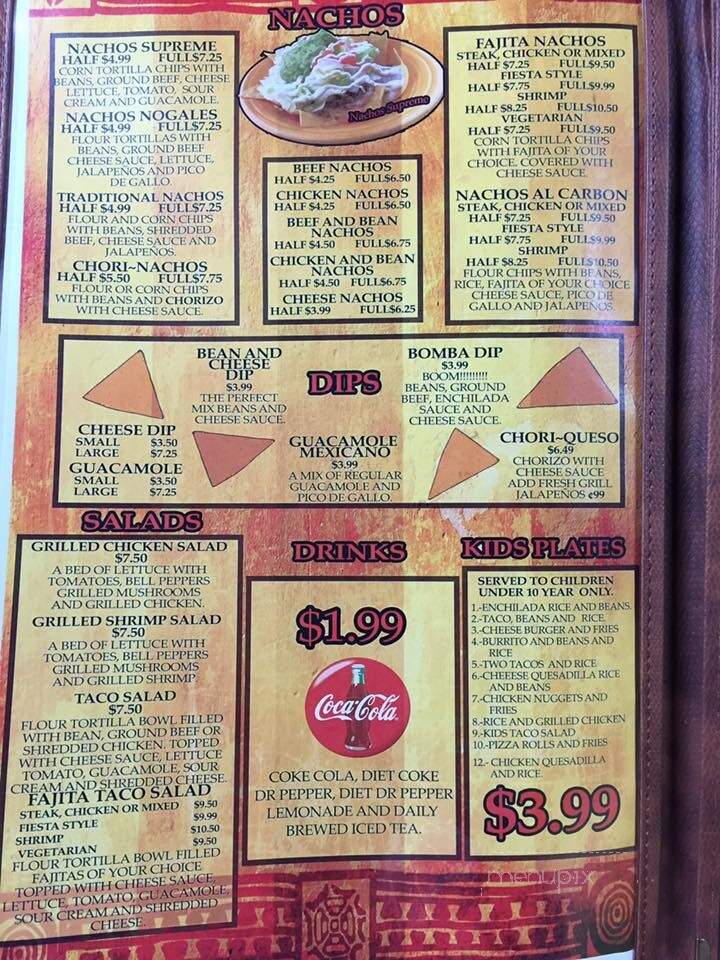 NACHOS
NACHOS SUPREME
HALF $4.99 FULL$7.25
CORN TORTILLA CHIPS WITH
BEANS, GROUND BEEF, CHEESE
LETTUCE, TOMATO, SOUR
CREAM AND GUACAMOLE.
NACHOS NOGALES
HALF $4.99 FULL$7.25
FLOUR TORTILLAS WITH
BEANS, GROUND BEEF
CHEESE SAUCE, LETTUCE,
JALAPEÑOS AND PICO
DE GALLO.
TRADITIONAL NACHOS
HALF $4.99 FULL$7.25
FLOUR AND CORN CHIPS
WITH BEANS, SHREDDED
BEEF, CHEESE SAUCE AND
JALAPEÑOS.
CHORI~NACHOS
HALF $5.50 FULL$7.75
FLOUR OR CORN CHIPS
WITH BEANS AND CHORIZO
WITH CHEESE SAUCE.
Nachos Supreme
BEEF NACHOS
HALF $4.25 FULL$6.50
CHICKEN NACHOS
HALF $4.25 FULL$6.50
BEEF AND BEAN
NACHOS
HALF $4.50 FULL$6.75
CHICKEN AND BEAN
NACHOS
HALF $4.50 FULL$6.75
CHEESE NACHOS
HALF $3.99 FULL$6.25
FAJITA NACHOS
STEAK, CHICKEN OR MIXED
HALF $7.25 FULL$9.50
FIESTA STYLE
HALF $7.75 FULL$9.99
SHRIMP
HALF $8.25 FULL$10.50
VEGETARIAN
HALF $7.25 FULL$9.50
CORN TORTILLA CHIPS
WITH FAJITA OF YOUR
CHOICE. COVERED WITH
CHEESE SAUCE.
NACHOS AL CARBON
STEAK, CHICKEN OR MIXED
HALF $7.25 FULL$9.50
FIESTA STYLE
HALF $7.75 FULL$9.99
SHRIMP
HALF $8.25 FULL$10.50
FLOUR CHIPS WITH BEANS,
RICE, FAJITA OF YOUR CHOICE
CHEESE SAUCE, PICO DE
GALLO AND JALAPEÑOS.
DIPS
CHEESE DIP
SMALL $3.50
LARGE $7.25
GUACAMOLE
SMALL $3.50
LARGE $7.25
BEAN AND
CHEESE
DIP
$3.99
THE PERFECT
MIX BEANS AND
CHEESE SAUCE.
GUACAMOLE
MEXICANO
$3.99
A MIX OF REGULAR
GUACAMOLE AND
PICO DE GALLO.
BOMBA DIP
$3.99
BOOM!!!!!!!!!!
BEANS, GROUND
BEEF, ENCHILADA
SAUCE AND
CHEESE SAUCE.
CHORI~QUESO
$6.49
CHORIZO WITH
CHEESE SAUCE
ADD FRESH GRILL
JALAPEÑOS ¢99
SALADS
GRILLED CHICKEN SALAD
$7.50
A BED OF LETTUCE WITH
TOMATOES, BELL PEPPERS
GRILLED MUSHROOMS
AND GRILLED CHICKEN.
GRILLED SHRIMP SALAD
$7.50
A BED OF LETTUCE WITH
TOMATOES, BELL PEPPERS
GRILLED MUSHROOMS
AND GRILLED SHRIMP.
TACO SALAD
$7.50
FLOUR TORTILLA BOWL FILLED
WITH BEAN, GROUND BEEF OR
SHREDDED CHICKEN. TOPPED
WITH CHEESE SAUCE, LETTUCE
TOMATO, GUACAMOLE, SOUR
CREAM AND SHREDDED CHEESE.
FAJITA TACO SALAD
STEAK, CHICKEN OR MIXED $9.50
FIESTA STYLE $9.99
SHRIMP $10.50
VEGETARIAN $9.50
FLOUR TORTILLA BOWL FILLED
FAJITAS OF YOUR CHOICE
TOPPED WITH CHEESE SAUCE,
LETTUCE, TOMATO, GUACAMOLE,
SOUR CREAM AND SHREDDED
CHEESE.
DRINKS
$1.99
Coca-Cola
COKE COLA, DIET COKE
DR PEPPER, DIET DR PEPPER
LEMONADE AND DAILY
BREWED ICED TEA.
KIDS PLATES
SERVED TO CHILDREN
UNDER 10 YEAR ONLY.
1.-ENCHILADA RICE AND BEANS.
2.-TACO, BEANS AND RICE.
3.-CHEESE BURGER AND FRIES
4.-BURRITO AND BEANS AND
RICE
5.-TWO TACOS AND RICE
6.-CHEEESE QUESADILLA RICE
AND BEANS
7.-CHICKEN NUGGETS AND
FRIES
8.-RICE AND GRILLED CHICKEN
9.-KIDS TACO SALAD
10.-PIZZA ROLLS AND FRIES
12.- CHICKEN QUESADILLA
AND RICE.
$3.99
menupix